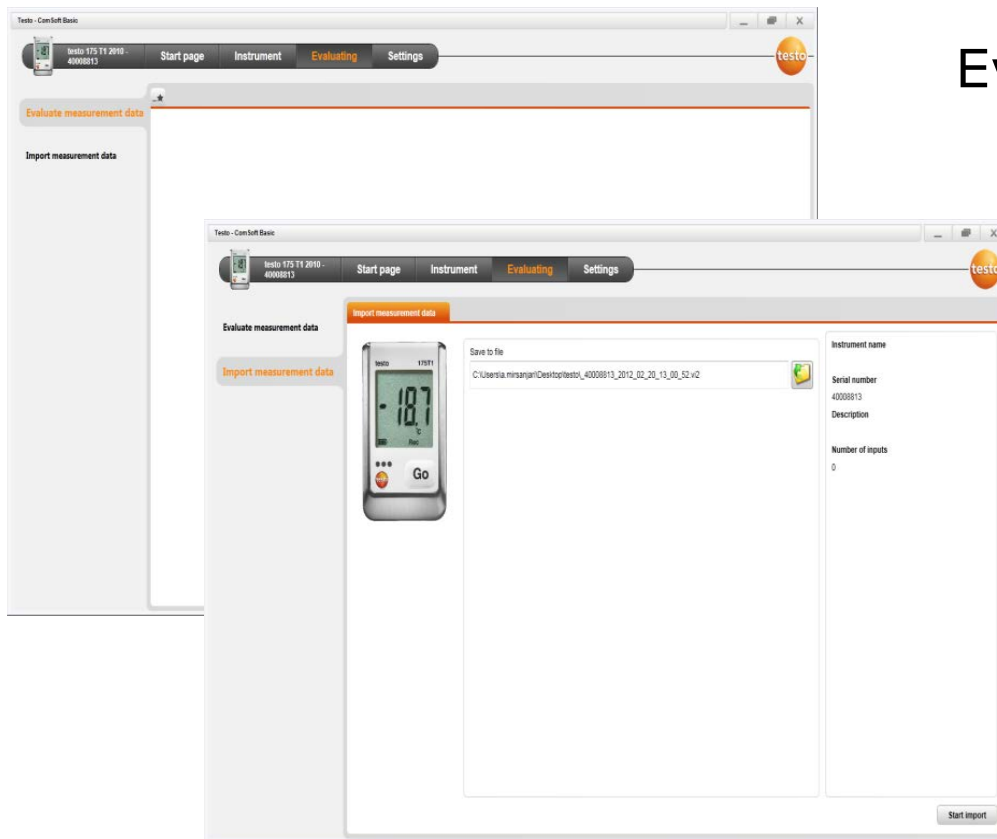 Testo - ComSoft Basic
testo 175 T1 2010 -
40008813
Start page
Instrument
Evaluating
Settings
testo
Evaluate measurement data
Import measurement data
Ev
Testo - ComSoft Basic
testo 175 T1 2010 -
40008813
Start page
Instrument
Evaluating
Settings
testo
Evaluate measurement data
Import measurement data
Import measurement data
testo 175T1
-18.7
°C
Rec
Go
Save to file
C:\Users\a.mirsanjari\Desktop\testo\_40008813_2012_02_20_13_00_52.vi2
Instrument name
Serial number
40008813
Description
Number of inputs
0
Start import